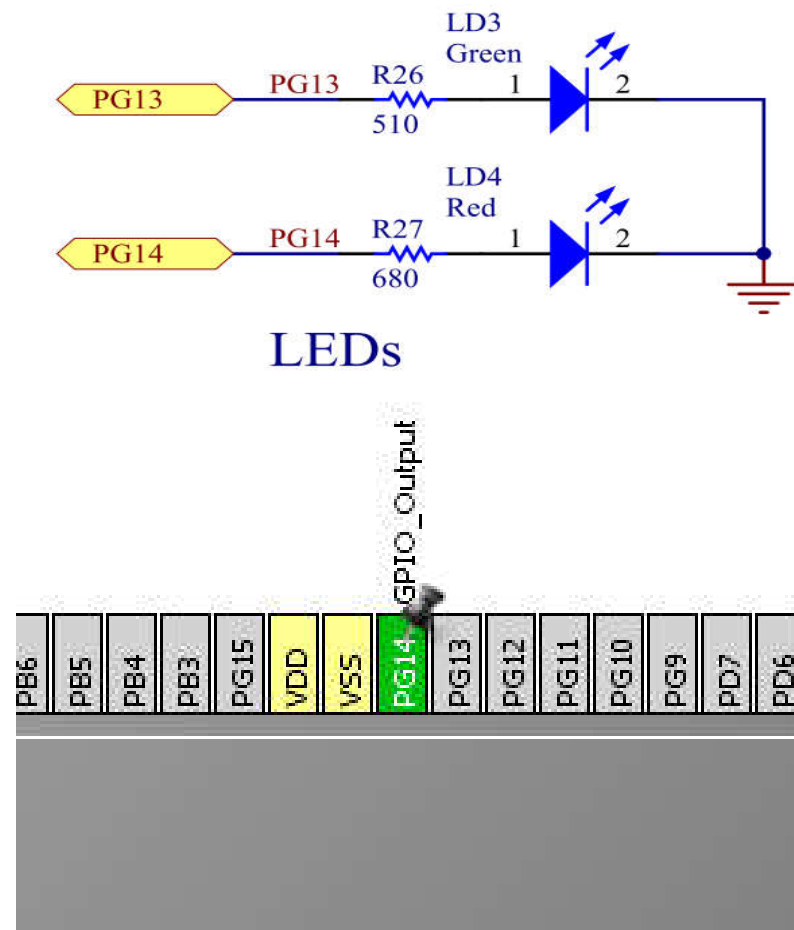 LD3
Green
PG13
PG13
R26
510
1
2
LD4
Red
PG14
PG14
R27
680
1
2
LEDs
GPIO_Output
PB6
PB5
PB4
PB3
PG15
VDD
VSS
PG14
PG13
PG12
PG11
PG10
PG9
PD7
PD6